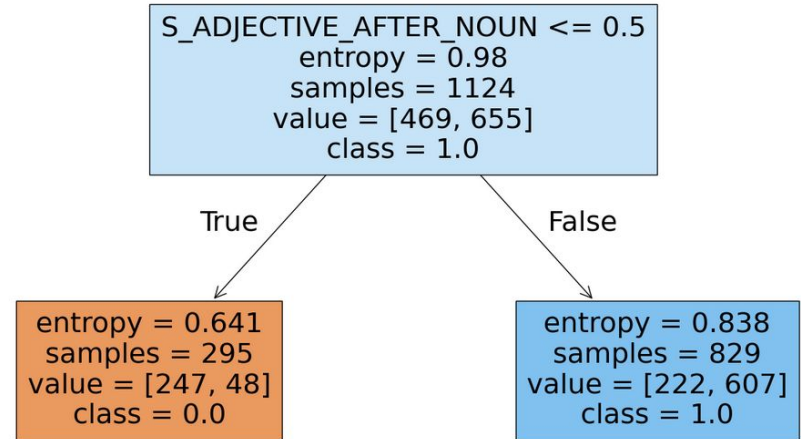 S_ADJECTIVE_AFTER_NOUN <= 0.5
entropy = 0.98
samples = 1124
value = [469, 655]
class = 1.0
True
False
entropy = 0.641
samples = 295
value = [247, 48]
class = 0.0
entropy = 0.838
samples = 829
value = [222, 607]
class = 1.0